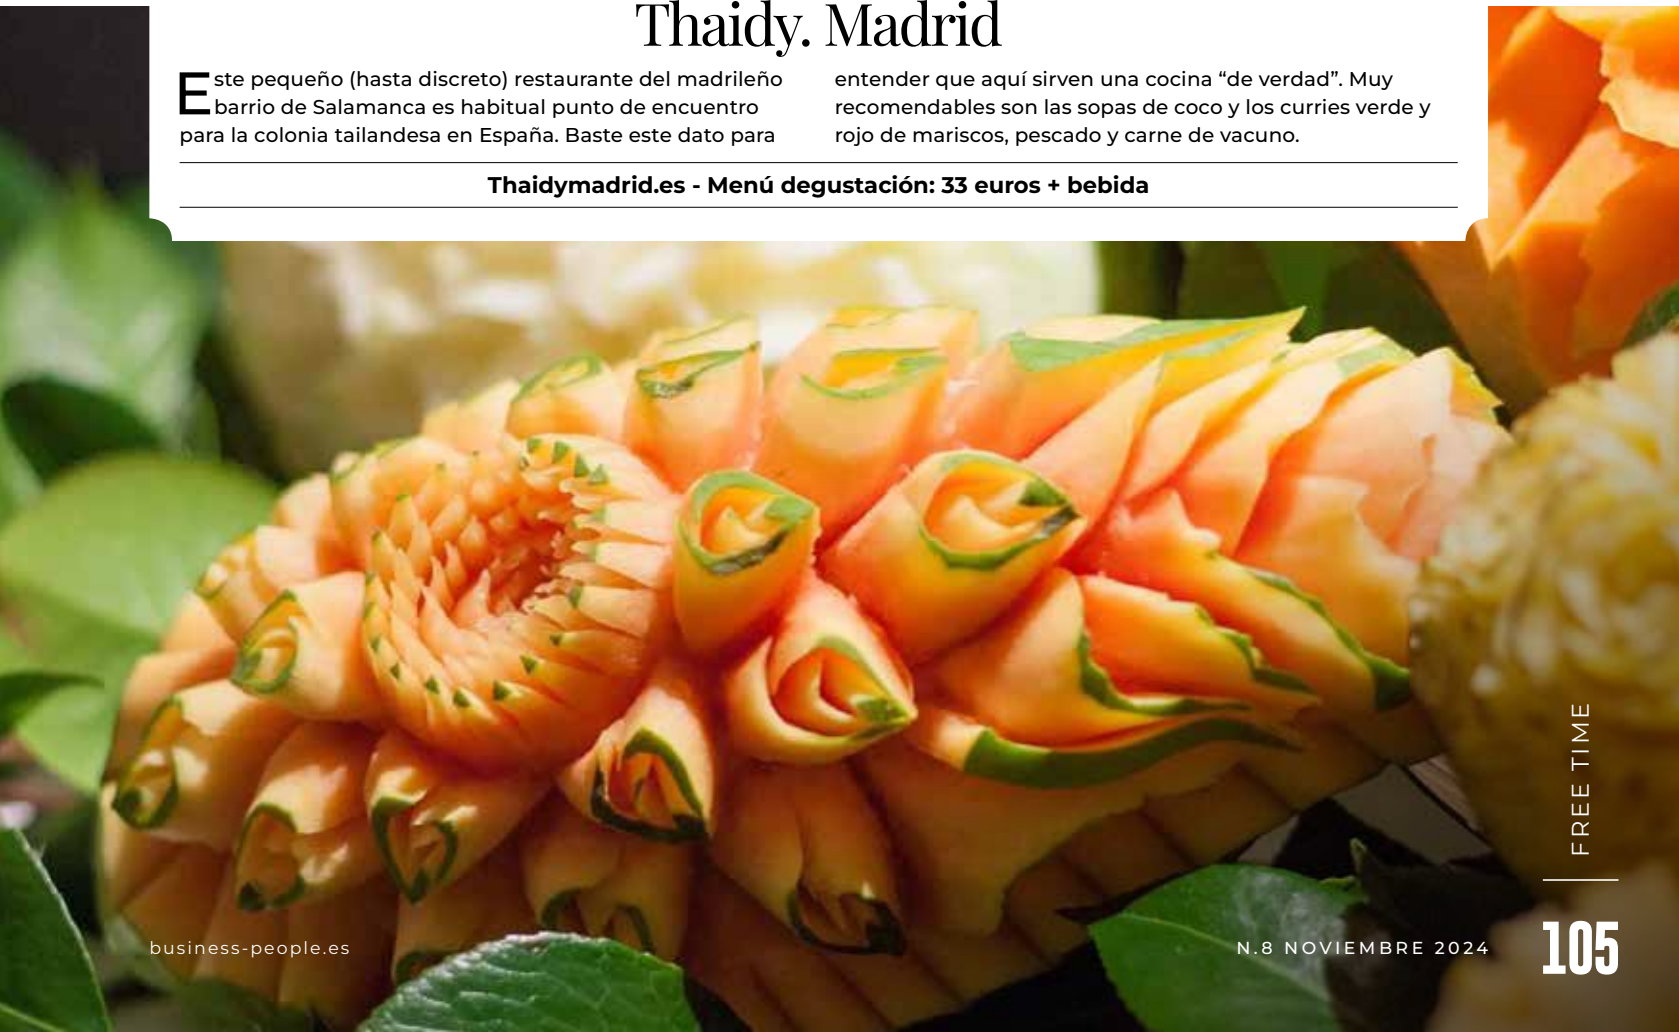 Thaidy. Madrid
Este pequeño (hasta discreto) restaurante del madrileño
barrio de Salamanca es habitual punto de encuentro
para la colonia tailandesa en España. Baste este dato para
entender que aquí sirven una cocina “de verdad”. Muy
recomendables son las sopas de coco y los curries verde y
rojo de mariscos, pescado y carne de vacuno.
Thaidymadrid.es - Menú degustación: 33 euros + bebida
FREE TIME
business-people.es
N.8 NOVIEMBRE 2024
105